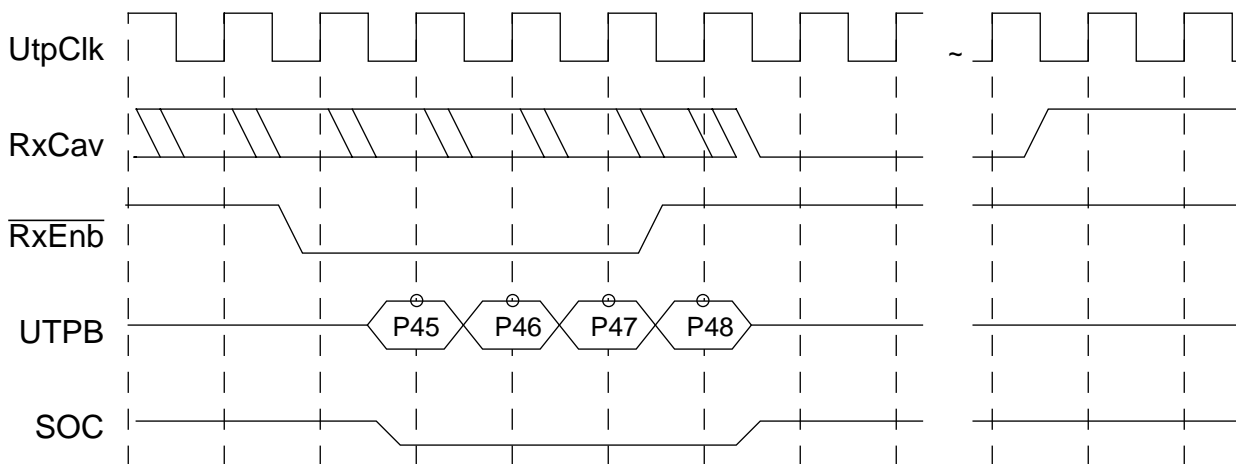 UtpClk
~
RxCav
RxEnb
UTPB
P45 P46 P47 P48
SOC